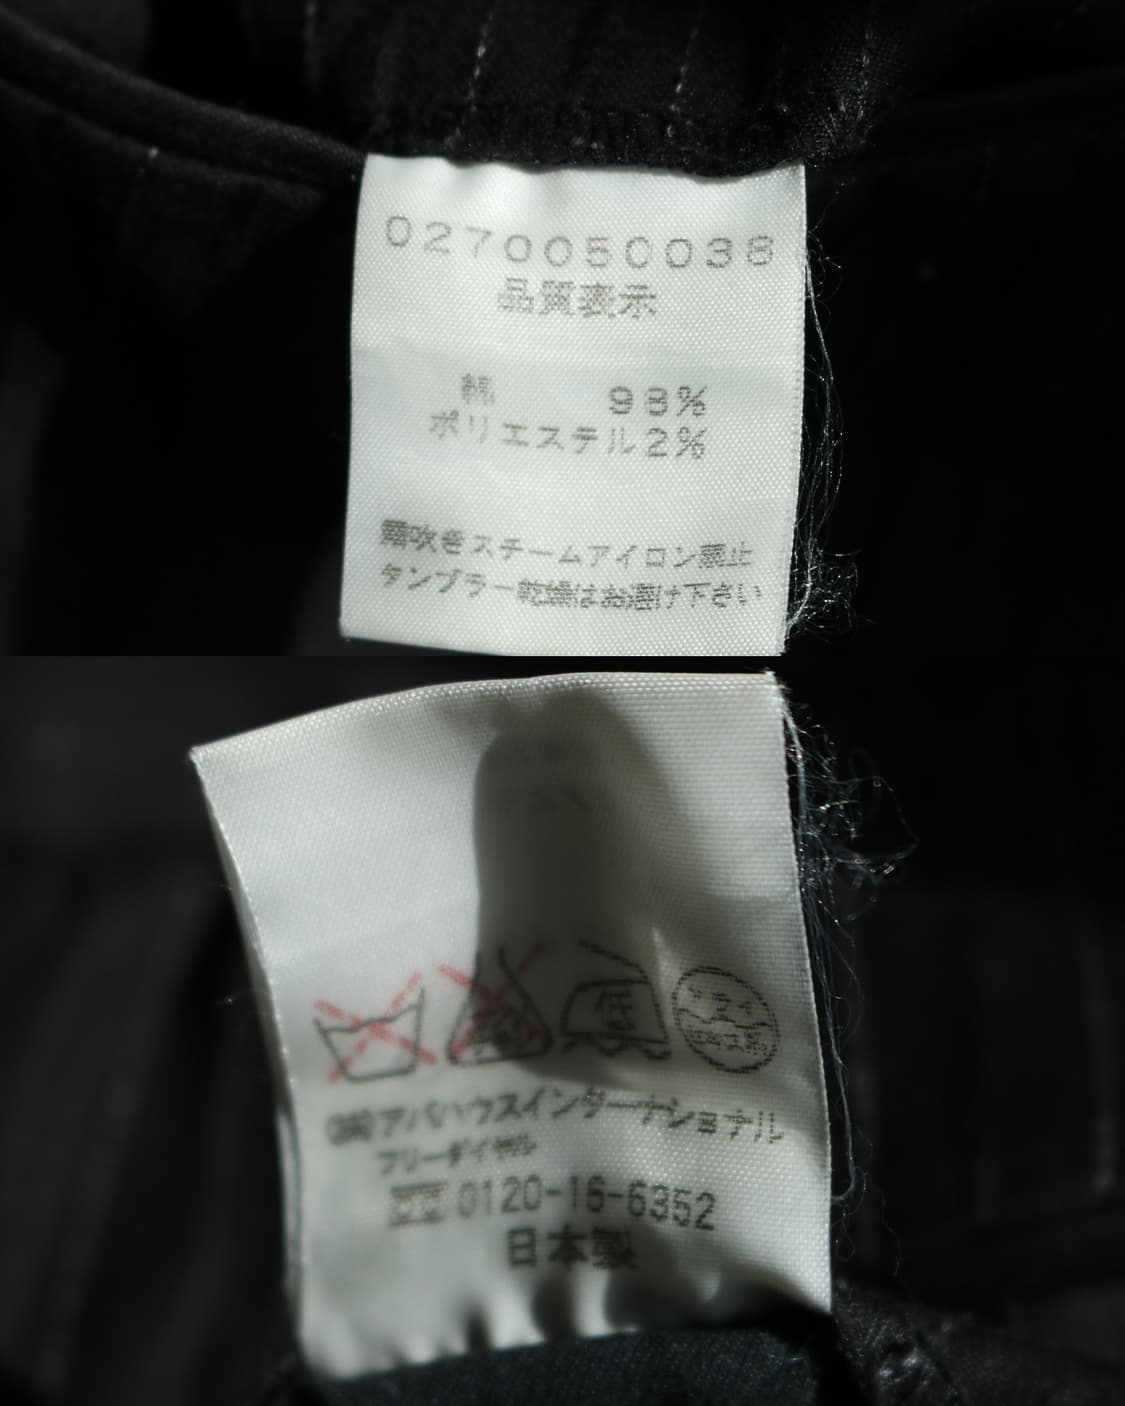 0270050038
品質表示
綿 98%
ポリエステル2%
霧吹きスチームアイロン禁止
タンブラー乾燥はお避け下さい
低
ドライ
石油系
㈱アバハウスインターナショナル
フリーダイヤル
0120-16-6352
日本製